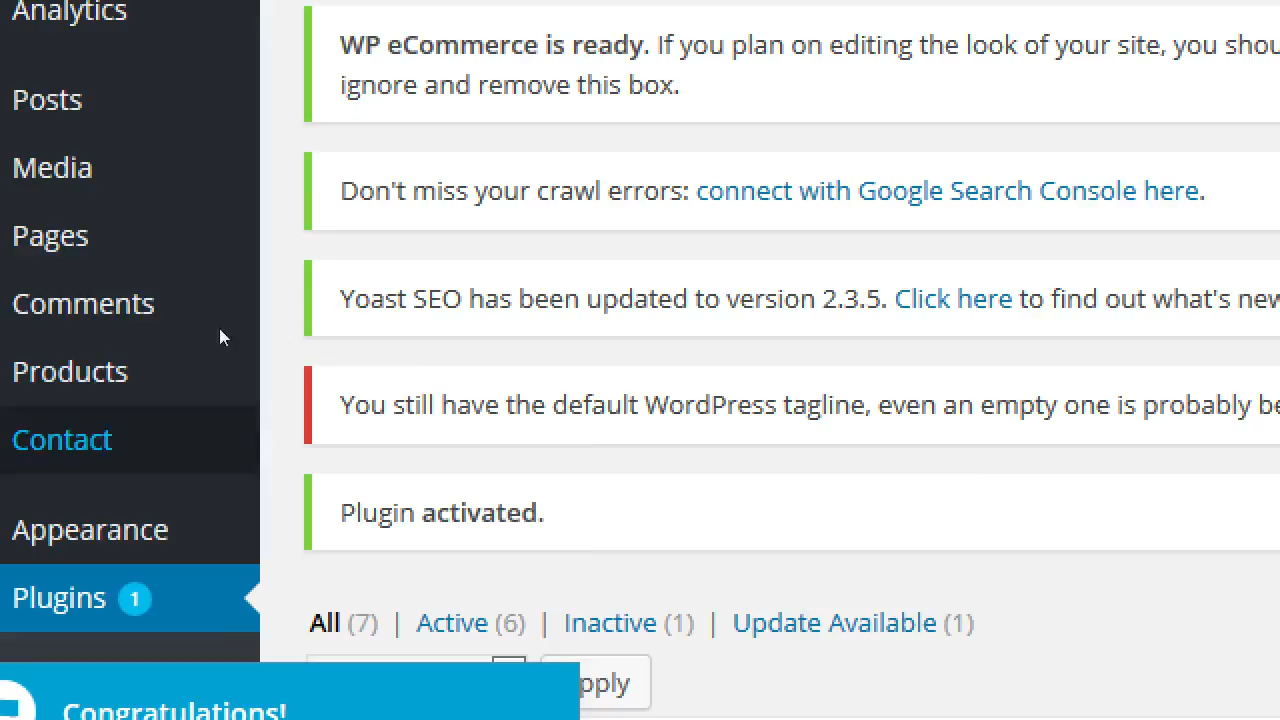 Analytics
Posts
Media
Pages
Comments
Products
Contact
Appearance
Plugins 1
WP eCommerce is ready. If you plan on editing the look of your site, you
ignore and remove this box.
Don't miss your crawl errors: connect with Google Search Console here.
Yoast SEO has been updated to version 2.3.5. Click here to find out what's new
You still have the default WordPress tagline, even an empty one is probably
Plugin activated.
All (7) | Active (6) | Inactive (1) | Update Available (1)
pply
Congratulations!